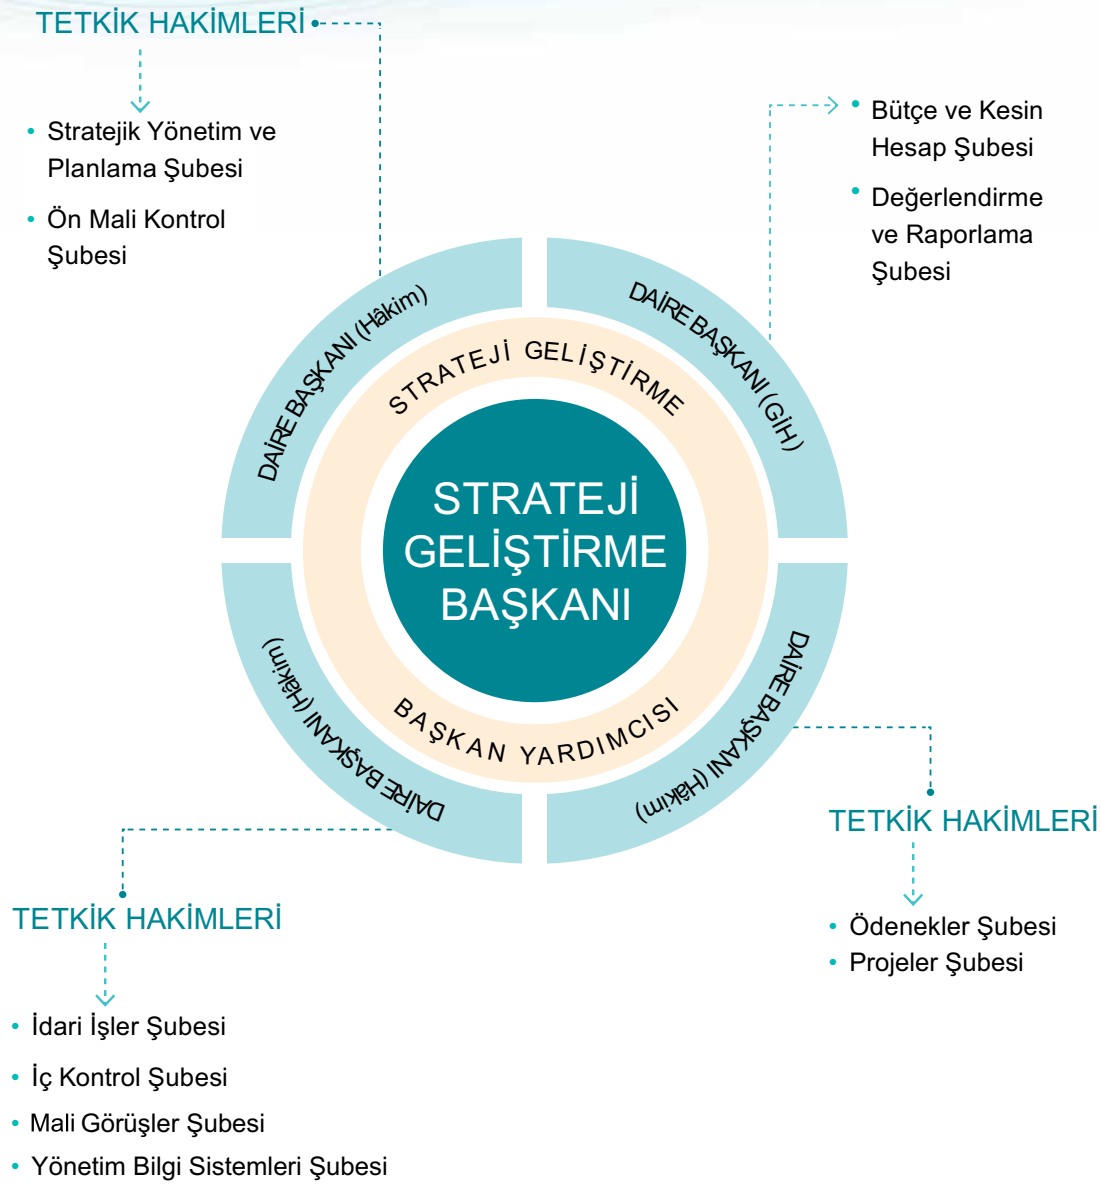 TETKİK HAKİMLERİ
Stratejik Yönetim ve
Planlama Şubesi
Ön Mali Kontrol
Şubesi
Bütçe ve Kesin
Hesap Şubesi
Değerlendirme
ve Raporlama
Şubesi
DAİRE BAŞKANI (Hâkim)
DAİRE BAŞKANI (GİH)
STRATEJİ GELİŞTİRME
STRATEJİ
GELİŞTİRME
BAŞKANI
BAŞKAN YARDIMCISI
DAİRE BAŞKANI (Hâkim)
DAİRE BAŞKANI (Hâkim)
TETKİK HAKİMLERİ
Ödenekler Şubesi
Projeler Şubesi
TETKİK HAKİMLERİ
İdari İşler Şubesi
İç Kontrol Şubesi
Mali Görüşler Şubesi
Yönetim Bilgi Sistemleri Şubesi